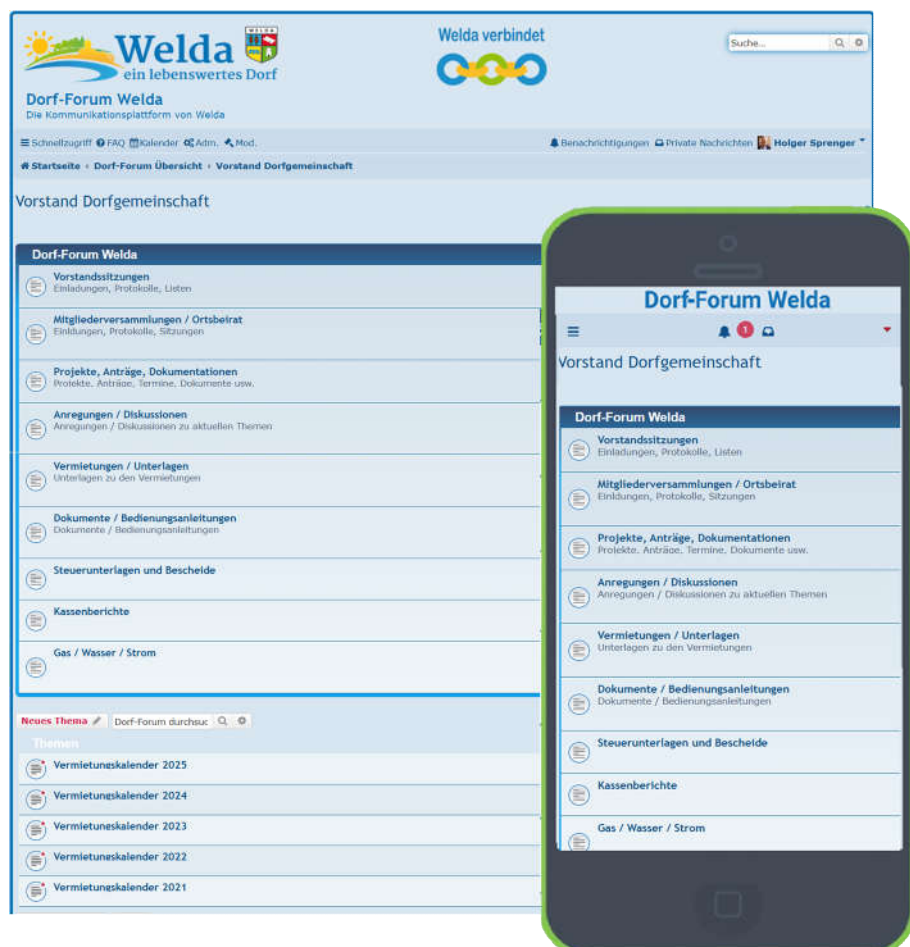 Welda
WELDA
ein lebenswertes Dorf
Welda verbindet
Suche...
Dorf-Forum Welda
Die Kommunikationsplattform von Welda
Schnellzugriff FAQ Kalender Adm. Mod.
Benachrichtigungen Private Nachrichten Holger Sprenger
Startseite ‹ Dorf-Forum Übersicht ‹ Vorstand Dorfgemeinschaft
Vorstand Dorfgemeinschaft
Dorf-Forum Welda
Vorstandssitzungen
Einladungen, Protokolle, Listen
Mitgliederversammlungen / Ortsbeirat
Einldungen, Protokolle, Sitzungen
Projekte, Anträge, Dokumentationen
Projekte, Anträge, Termine, Dokumente usw.
Anregungen / Diskussionen
Anregungen / Diskussionen zu aktuellen Themen
Vermietungen / Unterlagen
Unterlagen zu den Vermietungen
Dokumente / Bedienungsanleitungen
Dokumente / Bedienungsanleitungen
Steuerunterlagen und Bescheide
Kassenberichte
Gas / Wasser / Strom
Neues Thema Dorf-Forum durchsuc
Themen
Vermietungskalender 2025
Vermietungskalender 2024
Vermietungskalender 2023
Vermietungskalender 2022
Vermietungskalender 2021
Dorf-Forum Welda
1
Vorstand Dorfgemeinschaft
Dorf-Forum Welda
Vorstandssitzungen
Einladungen, Protokolle, Listen
Mitgliederversammlungen / Ortsbeirat
Einldungen, Protokolle, Sitzungen
Projekte, Anträge, Dokumentationen
Projekte, Anträge, Termine, Dokumente usw.
Anregungen / Diskussionen
Anregungen / Diskussionen zu aktuellen Themen
Vermietungen / Unterlagen
Unterlagen zu den Vermietungen
Dokumente / Bedienungsanleitungen
Dokumente / Bedienungsanleitungen
Steuerunterlagen und Bescheide
Kassenberichte
Gas / Wasser / Strom